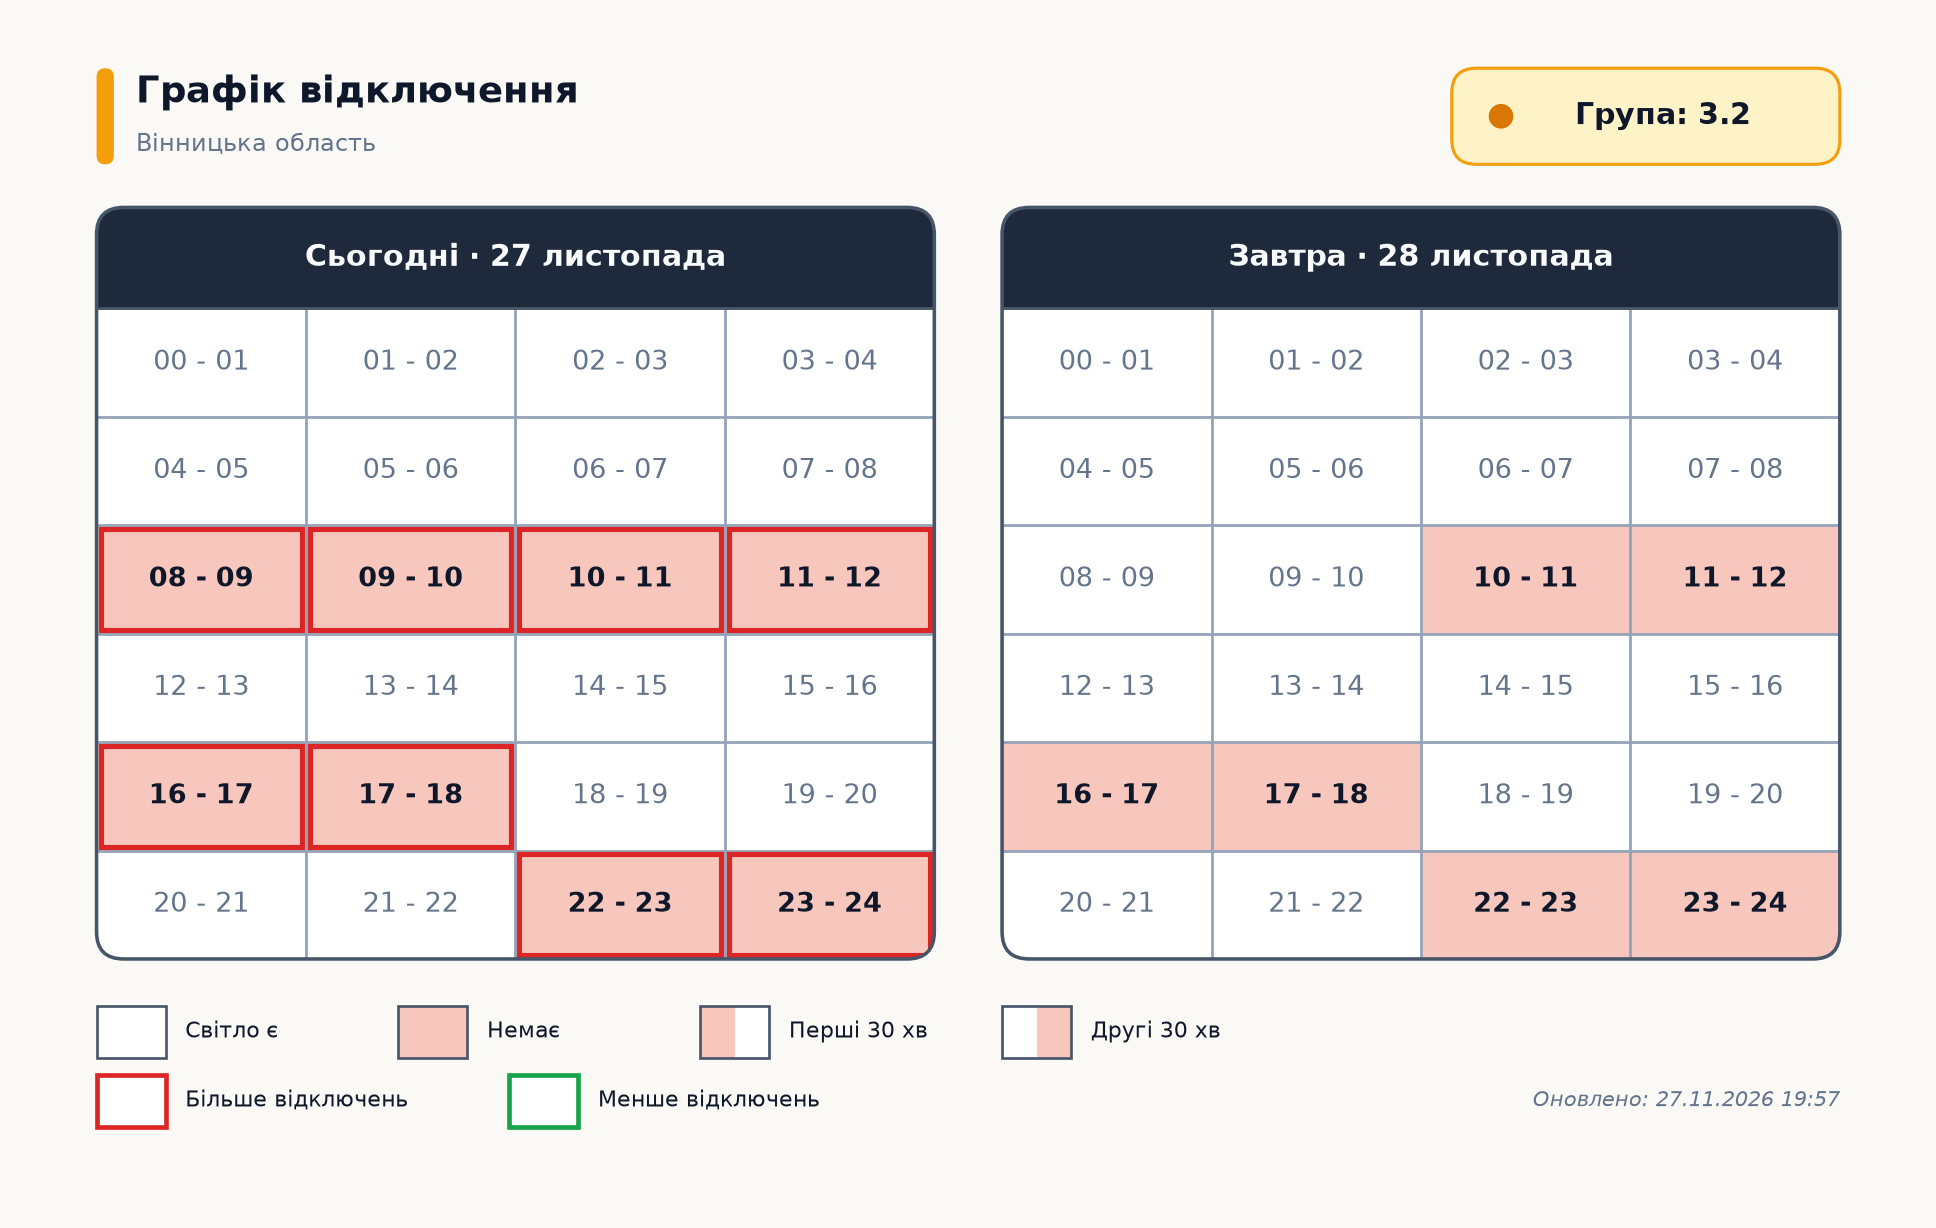 Графік відключення
Вінницька область
Група: 3.2
Сьогодні · 27 листопада
00 - 01 01 - 02 02 - 03 03 - 04
04 - 05 05 - 06 06 - 07 07 - 08
08 - 09 09 - 10 10 - 11 11 - 12
12 - 13 13 - 14 14 - 15 15 - 16
16 - 17 17 - 18 18 - 19 19 - 20
20 - 21 21 - 22 22 - 23 23 - 24
Завтра · 28 листопада
00 - 01 01 - 02 02 - 03 03 - 04
04 - 05 05 - 06 06 - 07 07 - 08
08 - 09 09 - 10 10 - 11 11 - 12
12 - 13 13 - 14 14 - 15 15 - 16
16 - 17 17 - 18 18 - 19 19 - 20
20 - 21 21 - 22 22 - 23 23 - 24
Світло є Немає Перші 30 хв Другі 30 хв
Більше відключень Менше відключень
Оновлено: 27.11.2026 19:57